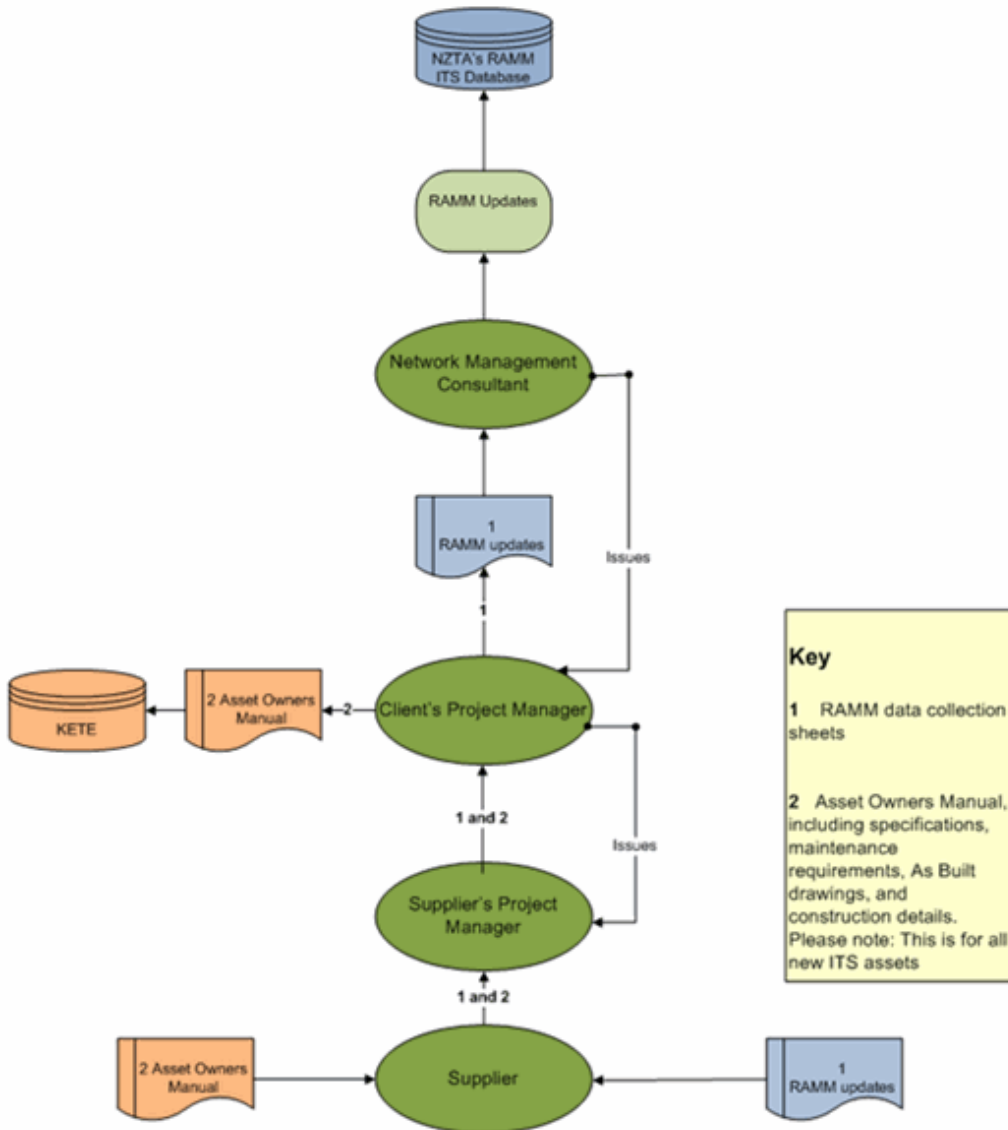 NZTA's RAMM
ITS Database
RAMM Updates
Network Management
Consultant
1
RAMM updates
Issues
1
KETE
2 Asset Owners
Manual
2
Client's Project Manager
1 and 2
Issues
Supplier's Project
Manager
1 and 2
2 Asset Owners
Manual
Supplier
1
RAMM updates
Key
1 RAMM data collection
sheets
2 Asset Owners Manual,
including specifications,
maintenance
requirements, As Built
drawings, and
construction details.
Please note: This is for all
new ITS assets